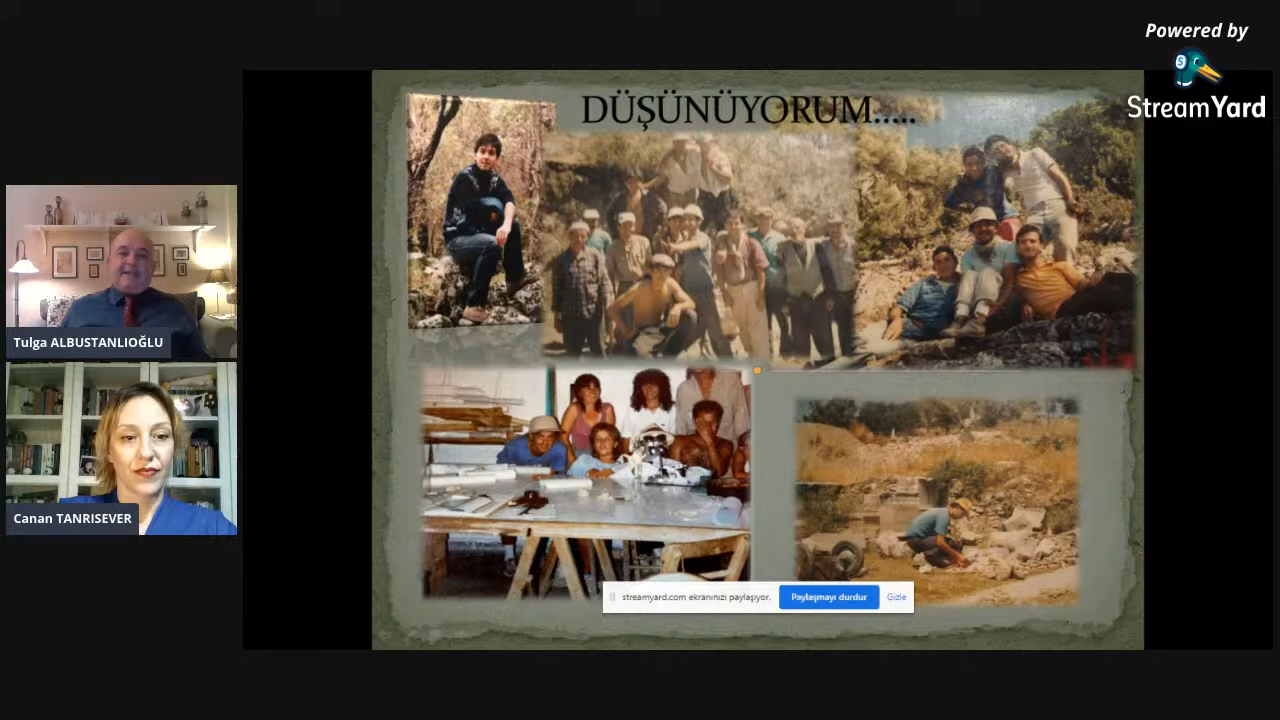 Powered by
StreamYard
DÜŞÜNÜYORUM.....
Tulga ALBUSTANLIOĞLU
Canan TANRISEVER
streamyard.com ekranınızı paylaşıyor.
Paylaşmayı durdur
Gizle